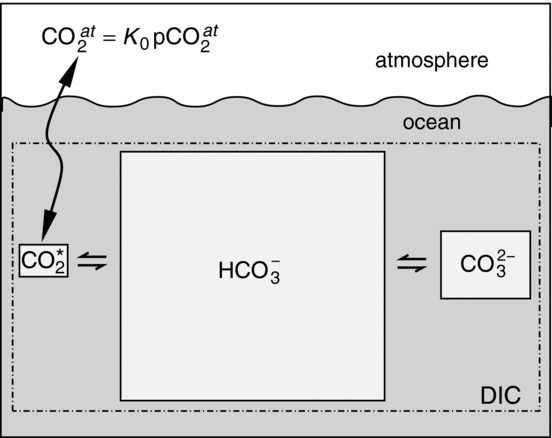 CO₂ᵃᵗ = K₀ pCO₂ᵃᵗ
atmosphere
ocean
CO₂* ⇌ HCO₃⁻ ⇌ CO₃²⁻
DIC